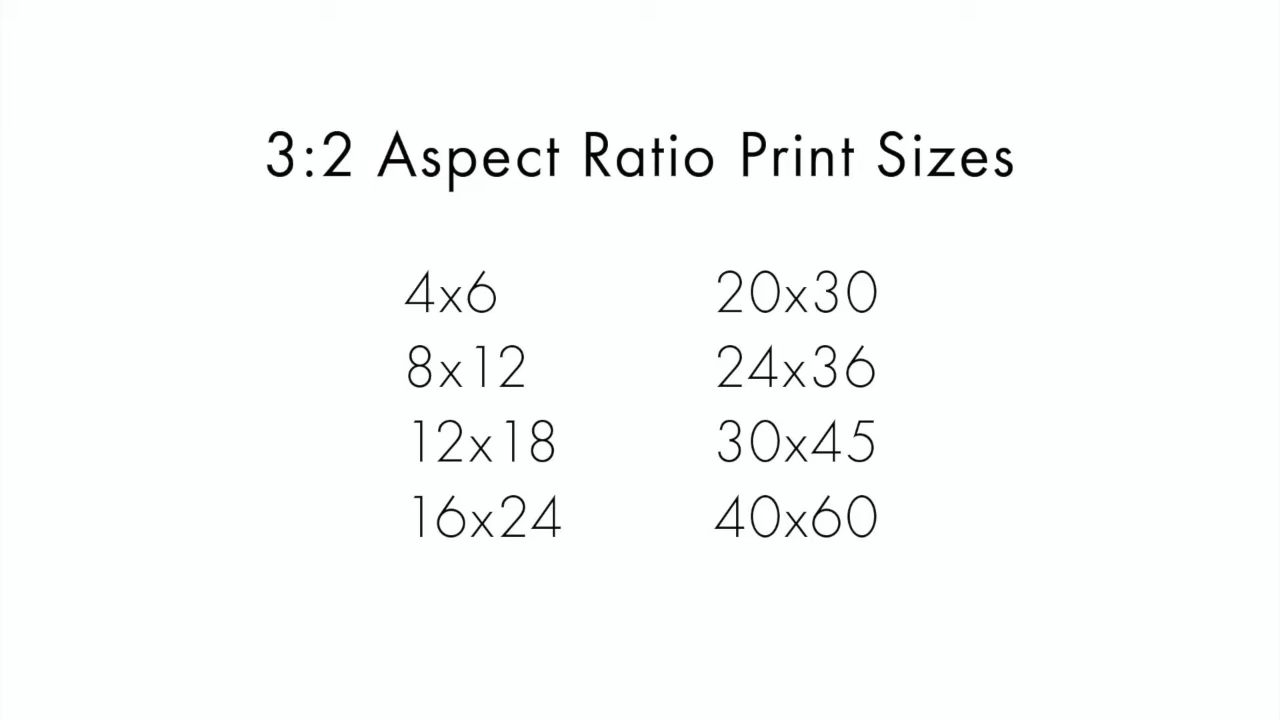 3:2 Aspect Ratio Print Sizes
4x6
8x12
12x18
16x24
20x30
24x36
30x45
40x60